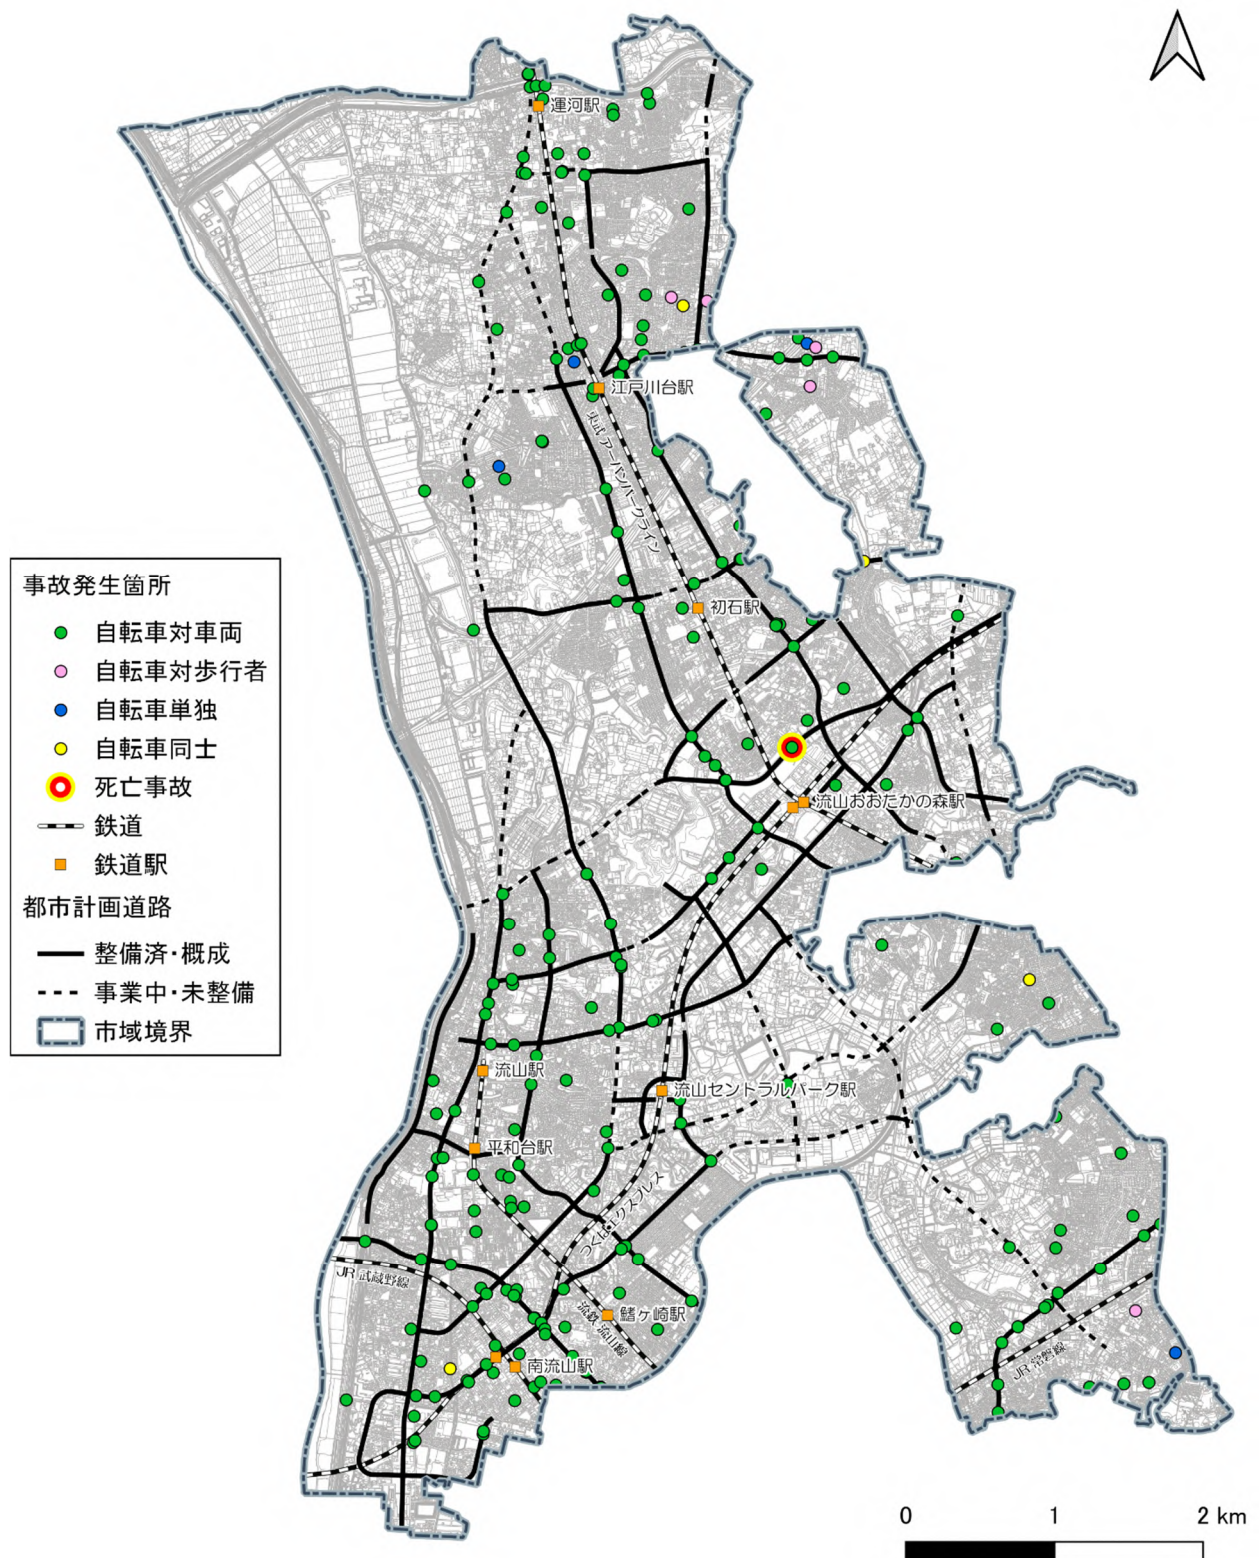 運河駅
江戸川台駅
東武アーバンパークライン
事故発生箇所
自転車対車両
自転車対歩行者
自転車単独
自転車同士
死亡事故
鉄道
鉄道駅
都市計画道路
整備済・概成
事業中・未整備
市域境界
初石駅
流山おおたかの森駅
流山駅
流山セントラルパーク駅
平和台駅
つくばエクスプレス
JR 武蔵野線
流鉄 流山線
鰭ヶ崎駅
南流山駅
JR 常磐線
0 1 2 km